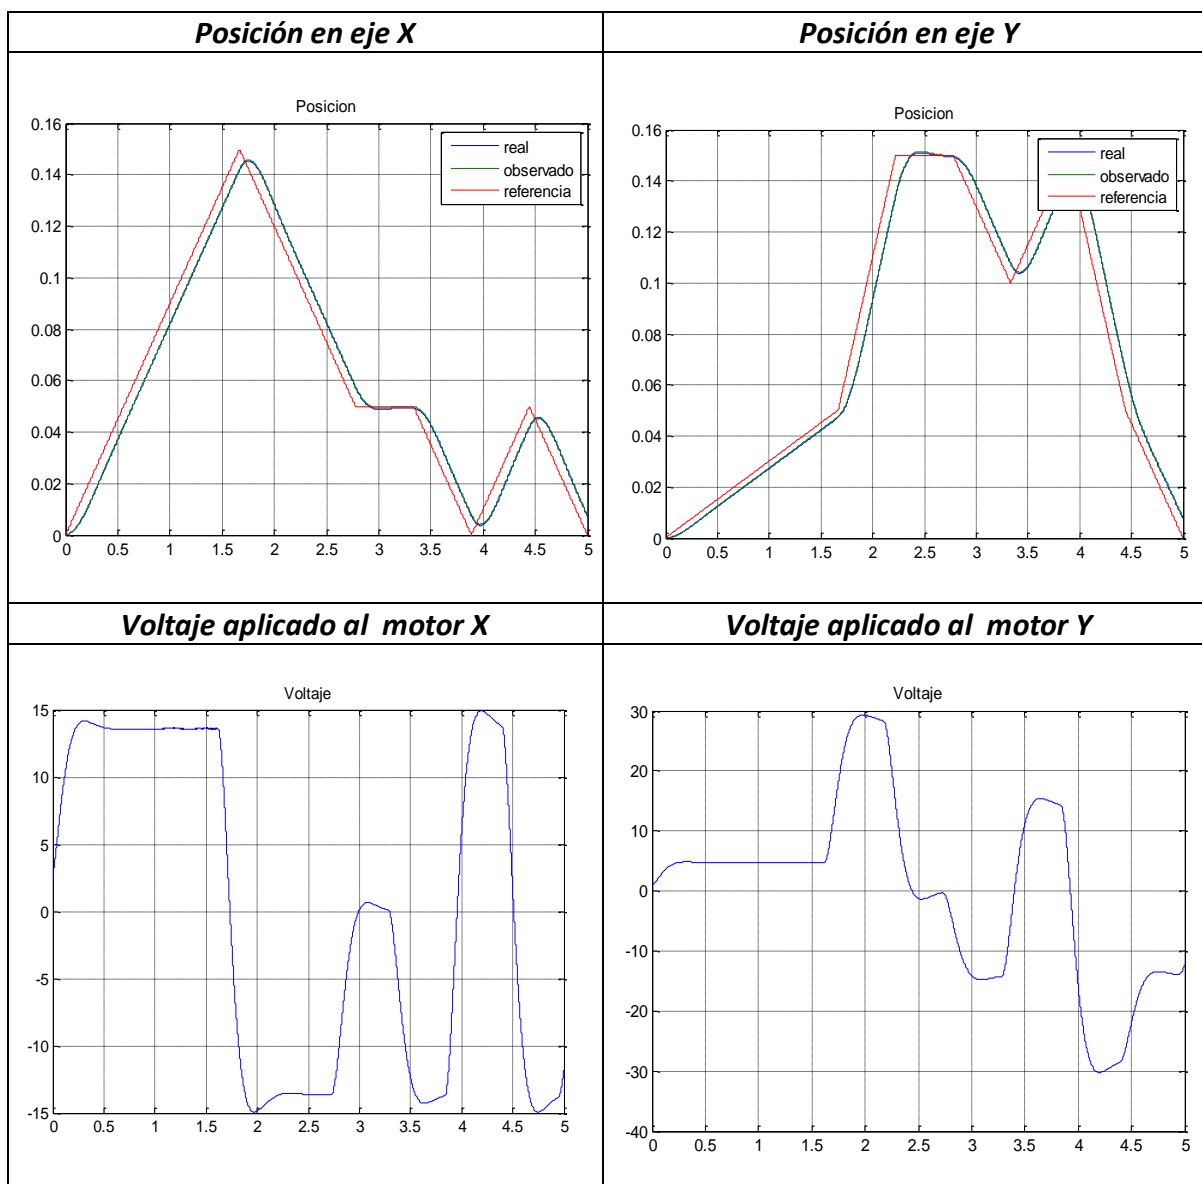 Posición en eje X
Posición en eje Y
Posicion
0.16
0.14
0.12
0.1
0.08
0.06
0.04
0.02
0
0 0.5 1 1.5 2 2.5 3 3.5 4 4.5 5
real
observado
referencia
Posicion
0.16
0.14
0.12
0.1
0.08
0.06
0.04
0.02
0
0 0.5 1 1.5 2 2.5 3 3.5 4 4.5 5
real
observado
referencia
Voltaje aplicado al motor X
Voltaje aplicado al motor Y
Voltaje
15
10
5
0
-5
-10
-15
0 0.5 1 1.5 2 2.5 3 3.5 4 4.5 5
Voltaje
30
20
10
0
-10
-20
-30
-40
0 0.5 1 1.5 2 2.5 3 3.5 4 4.5 5